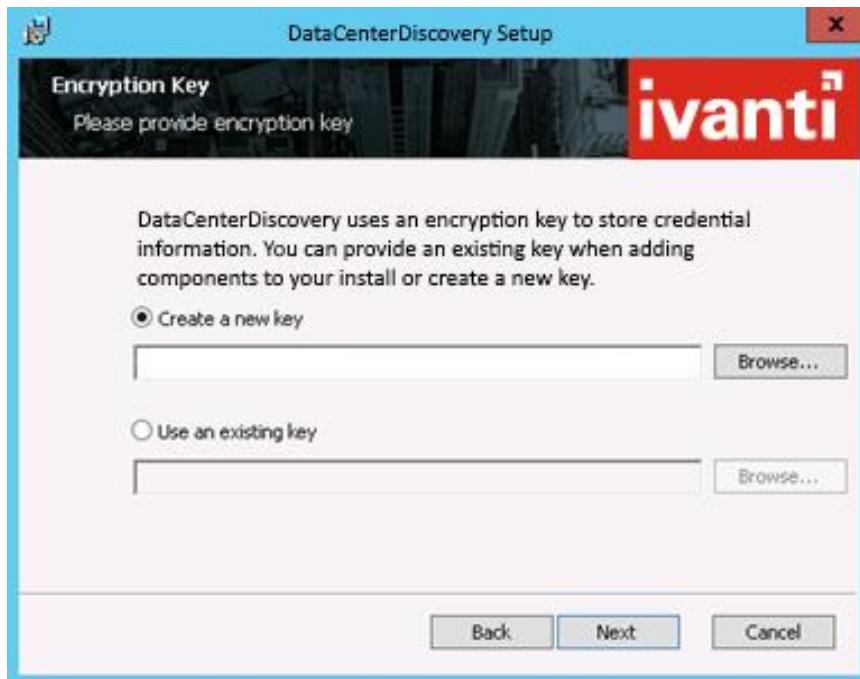 DataCenterDiscovery Setup
Encryption Key
Please provide encryption key
ivanti
DataCenterDiscovery uses an encryption key to store credential
information. You can provide an existing key when adding
components to your install or create a new key.
Create a new key
Browse...
Use an existing key
Browse...
Back Next Cancel